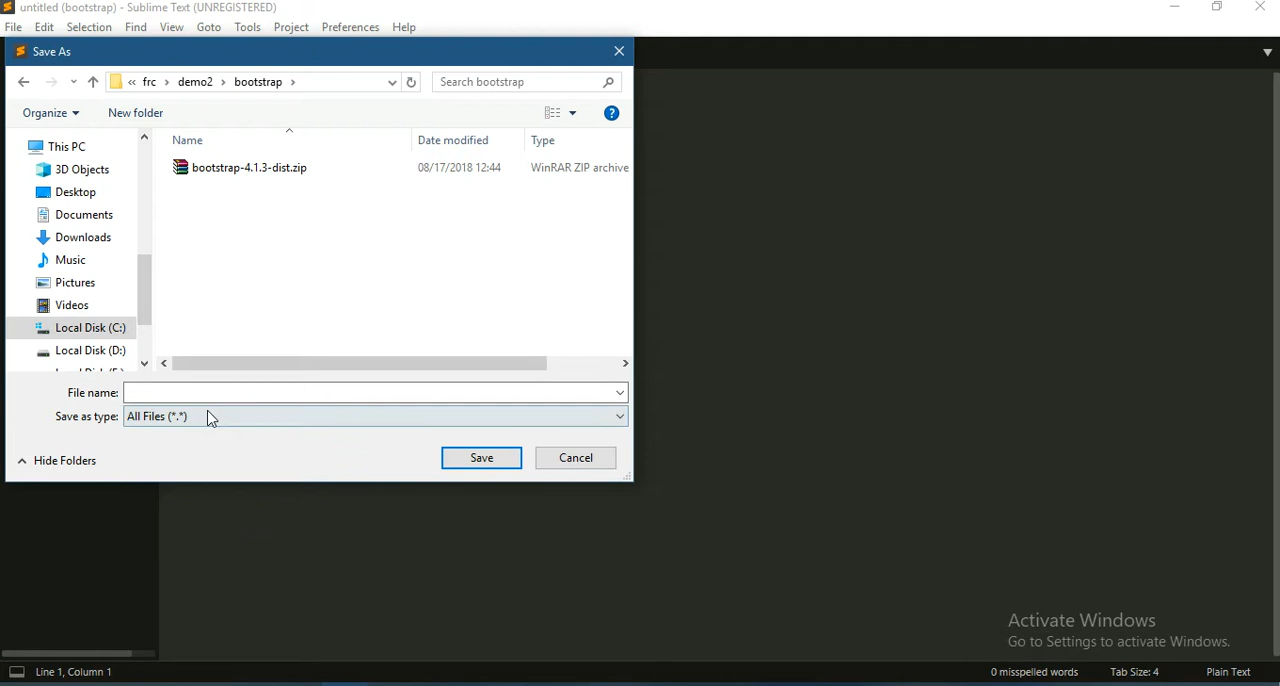 untitled (bootstrap) - Sublime Text (UNREGISTERED)
File Edit Selection Find View Goto Tools Project Preferences Help
Save As
« frc > demo2 > bootstrap > Search bootstrap
Organize New folder
Name Date modified Type
bootstrap-4.1.3-dist.zip 08/17/2018 12:44 WinRAR ZIP archive
This PC
3D Objects
Desktop
Documents
Downloads
Music
Pictures
Videos
Local Disk (C:)
Local Disk (D:)
File name:
Save as type: All Files (*.*)
Hide Folders Save Cancel
Activate Windows
Go to Settings to activate Windows.
Line 1, Column 1 0 misspelled words Tab Size: 4 Plain Text